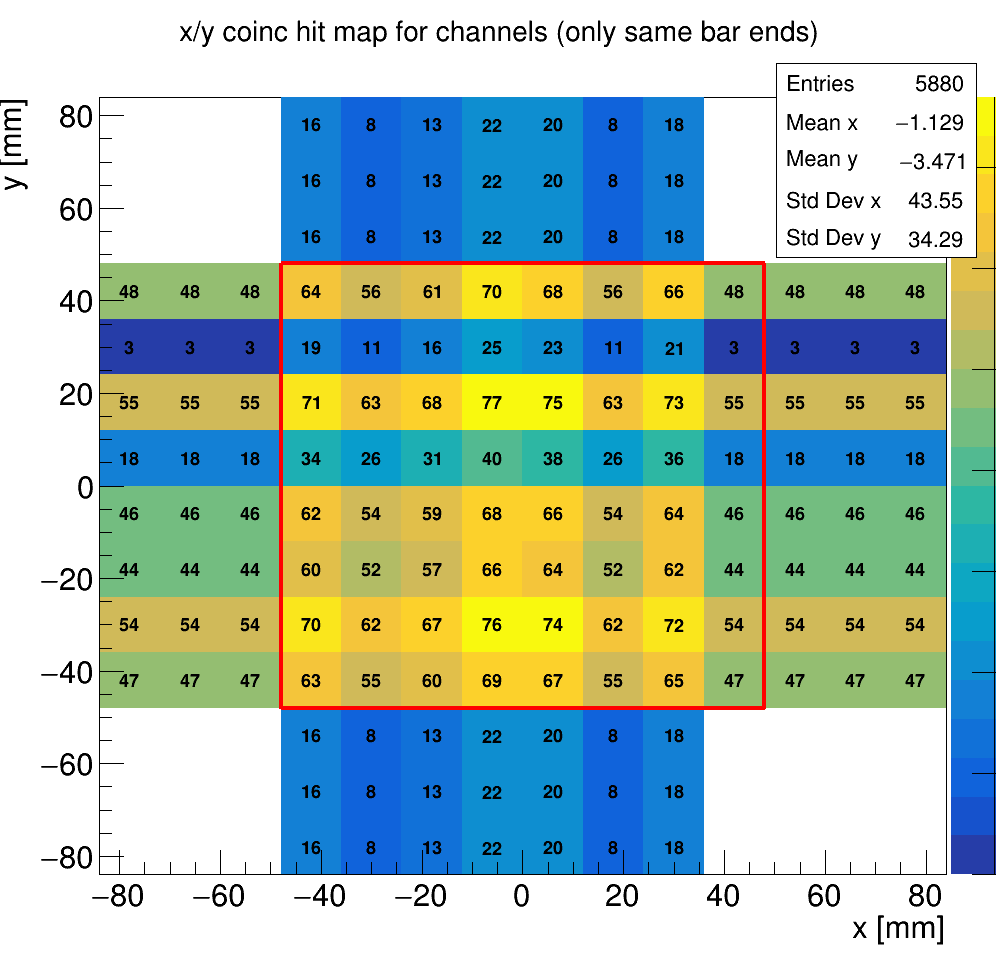 x/y coinc hit map for channels (only same bar ends)
Entries 5880
Mean x −1.129
Mean y −3.471
Std Dev x 43.55
Std Dev y 34.29
y [mm]
80
60
40
20
0
−20
−40
−60
−80
16 8 13 22 20 8 18
16 8 13 22 20 8 18
16 8 13 22 20 8 18
48 48 48 64 56 61 70 68 56 66 48 48 48 48
3 3 3 19 11 16 25 23 11 21 3 3 3 3
55 55 55 71 63 68 77 75 63 73 55 55 55 55
18 18 18 34 26 31 40 38 26 36 18 18 18 18
46 46 46 62 54 59 68 66 54 64 46 46 46 46
44 44 44 60 52 57 66 64 52 62 44 44 44 44
54 54 54 70 62 67 76 74 62 72 54 54 54 54
47 47 47 63 55 60 69 67 55 65 47 47 47 47
16 8 13 22 20 8 18
16 8 13 22 20 8 18
16 8 13 22 20 8 18
−80 −60 −40 −20 0 20 40 60 80
x [mm]